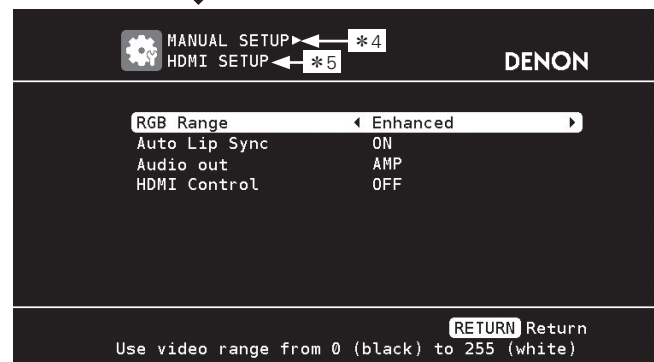 MANUAL SETUP▶ *4
HDMI SETUP *5
DENON
RGB Range ◀ Enhanced ▶
Auto Lip Sync ON
Audio out AMP
HDMI Control OFF
RETURN Return
Use video range from 0 (black) to 255 (white)